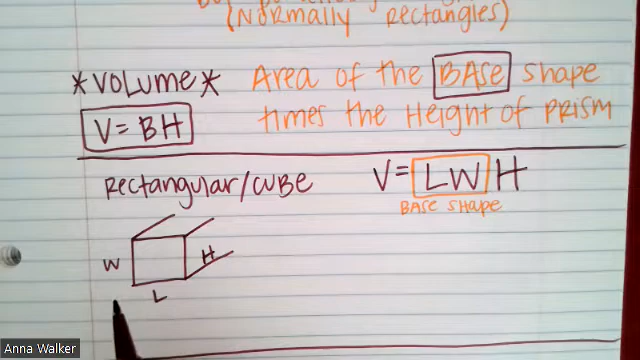 (Normally Rectangles)
*Volume* Area of the BASE shape
V=BH times the Height of PRISM
Rectangular/CUBE V=LWH
BASE SHAPE
W H
L
Anna Walker